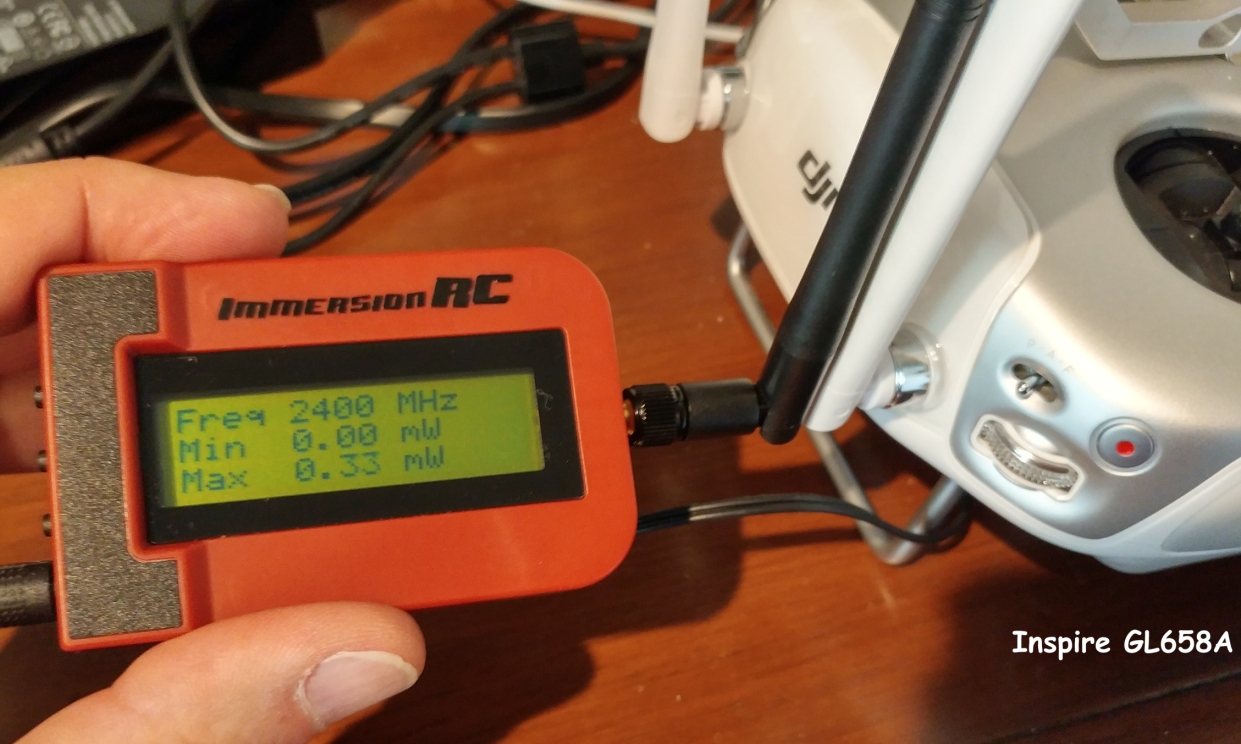 dji
IMMERSIONRC
Freq 2400 MHz
Min 0.00 mW
Max 0.33 mW
Inspire GL658A